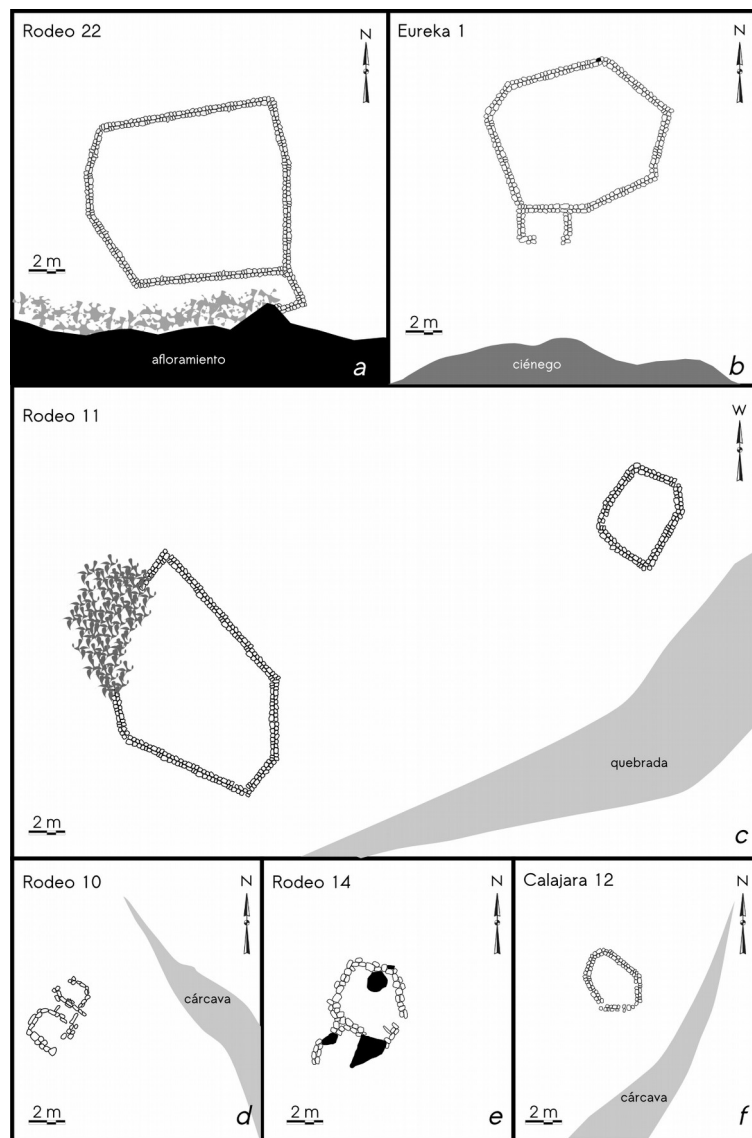 Rodeo 22
N
2 m
afloramiento
a
Eureka 1
N
2 m
ciénego
b
Rodeo 11
W
quebrada
2 m
c
Rodeo 10
N
cárcava
2 m
d
Rodeo 14
N
2 m
e
Calajara 12
N
2 m
cárcava
f